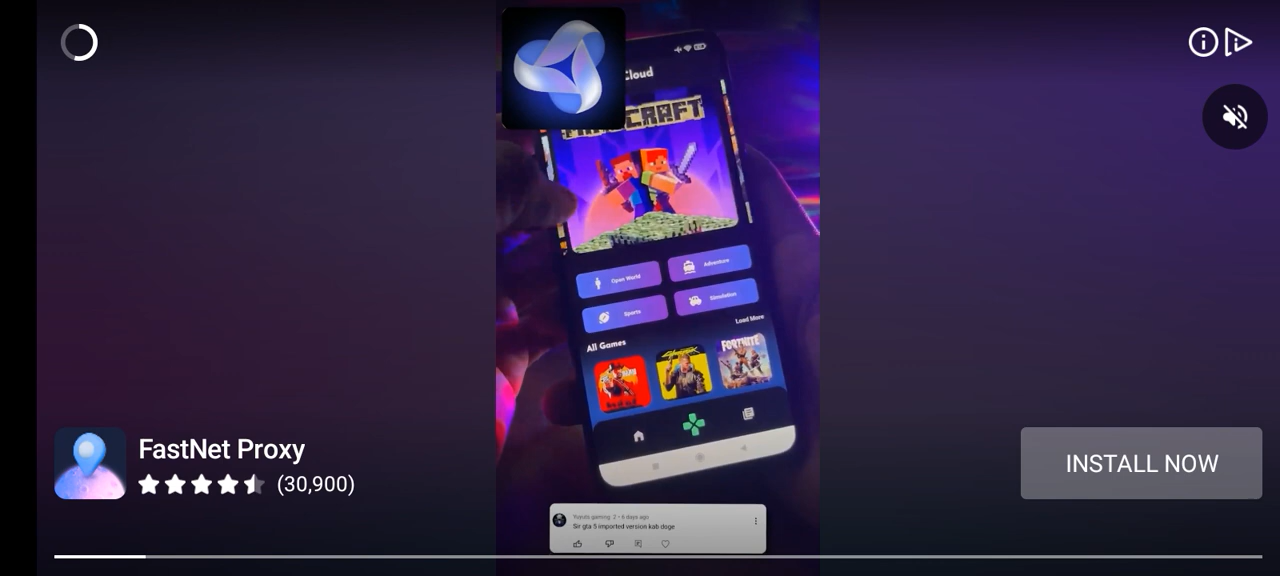 Cloud
MINECRAFT
Open World
Adventure
Sports
Simulation
Load More
All Games
FORTNITE
FastNet Proxy
(30,900)
INSTALL NOW
Sir gta 5 imported version kab doge